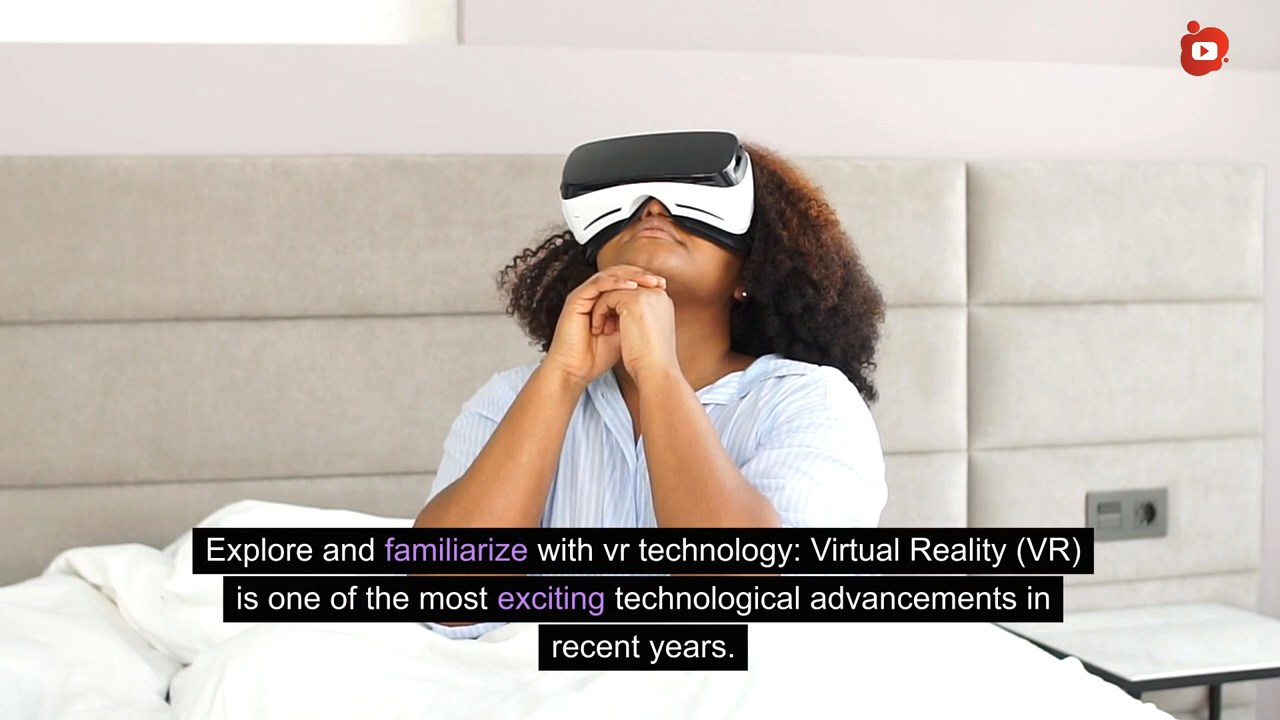 Explore and familiarize with vr technology: Virtual Reality (VR)
is one of the most exciting technological advancements in
recent years.